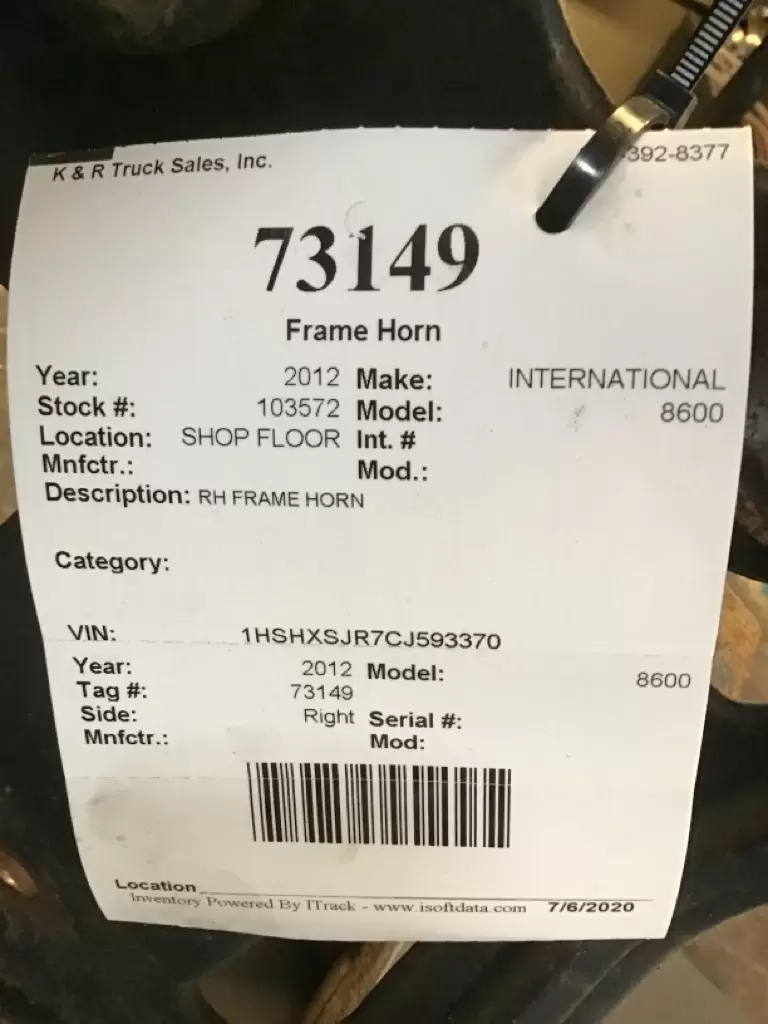 K & R Truck Sales, Inc.
-392-8377
73149
Frame Horn
Year: 2012 Make: INTERNATIONAL
Stock #: 103572 Model: 8600
Location: SHOP FLOOR Int. #
Mnfctr.: Mod.:
Description: RH FRAME HORN
Category:
VIN: 1HSHXSJR7CJ593370
Year: 2012 Model: 8600
Tag #: 73149
Side: Right Serial #:
Mnfctr.: Mod:
Location
Inventory Powered By ITrack - www.isoftdata.com 7/6/2020